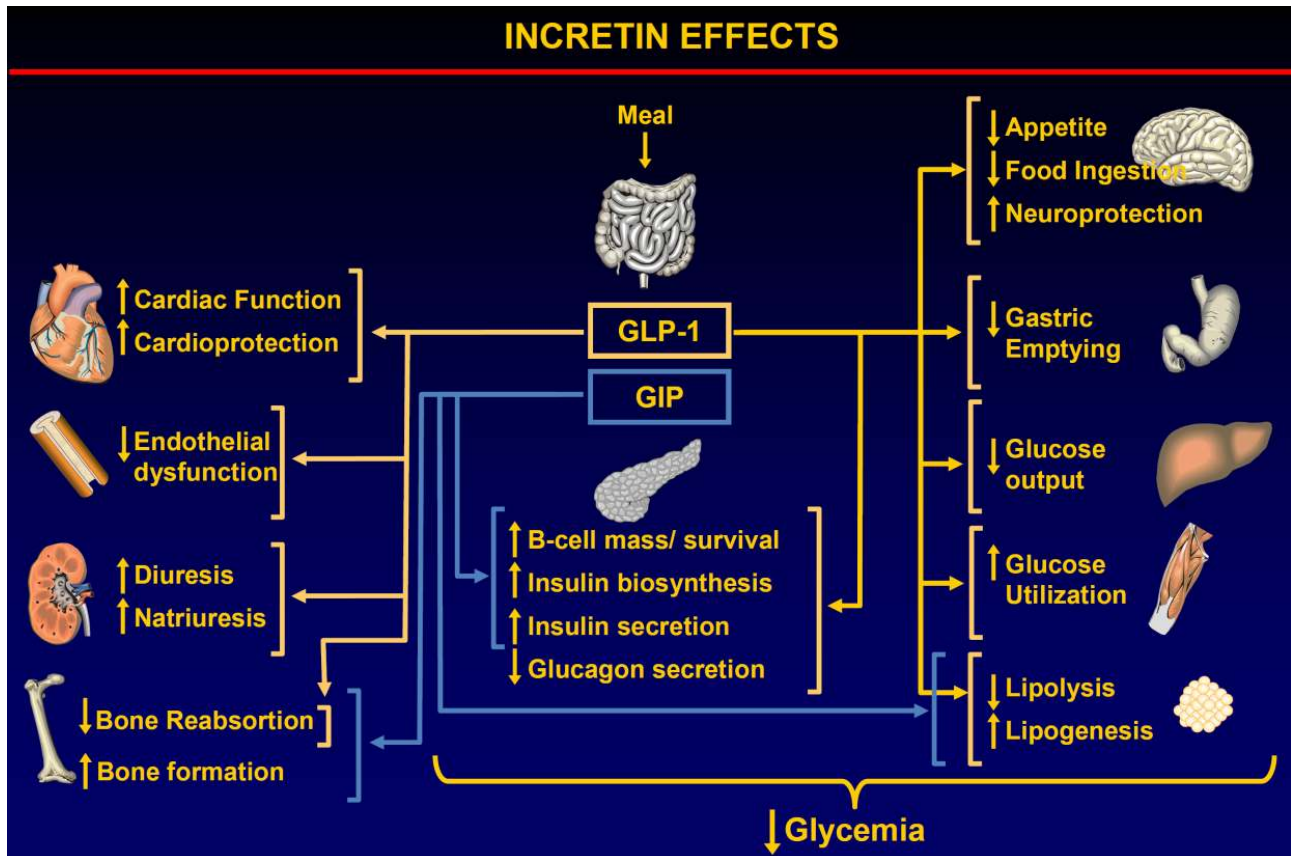 INCRETIN EFFECTS
Meal
↓ Appetite
↓ Food Ingestion
↑ Neuroprotection
↑ Cardiac Function
↑ Cardioprotection
GLP-1
↓ Gastric
Emptying
GIP
↓ Endothelial
dysfunction
↓ Glucose
output
↑ B-cell mass/ survival
↑ Insulin biosynthesis
↑ Insulin secretion
↓ Glucagon secretion
↑ Diuresis
↑ Natriuresis
↑ Glucose
Utilization
↓ Bone Reabsortion
↑ Bone formation
↓ Lipolysis
↑ Lipogenesis
↓ Glycemia